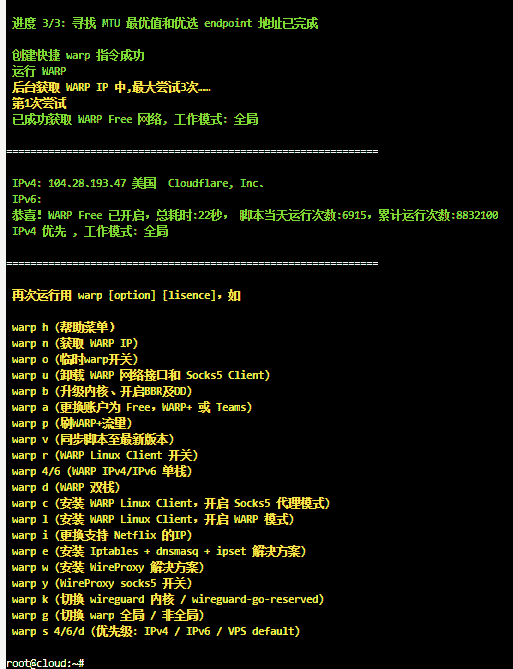 进度 3/3: 寻找 MTU 最优值和优选 endpoint 地址已完成
创建快捷 warp 指令成功
运行 WARP
后台获取 WARP IP 中,最大尝试3次……
第1次尝试
已成功获取 WARP Free 网络，工作模式: 全局
==============================================================
IPv4: 104.28.193.47 美国  Cloudflare, Inc.
IPv6:
恭喜！WARP Free 已开启，总耗时:22秒， 脚本当天运行次数:6915，累计运行次数:8832100
IPv4 优先 ，工作模式: 全局
==============================================================
再次运行用 warp [option] [lisence]，如
warp h (帮助菜单）
warp n (获取 WARP IP)
warp o (临时warp开关)
warp u (卸载 WARP 网络接口和 Socks5 Client)
warp b (升级内核、开启BBR及DD)
warp a (更换账户为 Free，WARP+ 或 Teams)
warp p (刷WARP+流量)
warp v (同步脚本至最新版本)
warp r (WARP Linux Client 开关)
warp 4/6 (WARP IPv4/IPv6 单栈)
warp d (WARP 双栈)
warp c (安装 WARP Linux Client，开启 Socks5 代理模式)
warp l (安装 WARP Linux Client，开启 WARP 模式)
warp i (更换支持 Netflix 的IP)
warp e (安装 Iptables + dnsmasq + ipset 解决方案)
warp w (安装 WireProxy 解决方案)
warp y (WireProxy socks5 开关)
warp k (切换 wireguard 内核 / wireguard-go-reserved)
warp g (切换 warp 全局 / 非全局)
warp s 4/6/d (优先级: IPv4 / IPv6 / VPS default)
root@cloud:~#